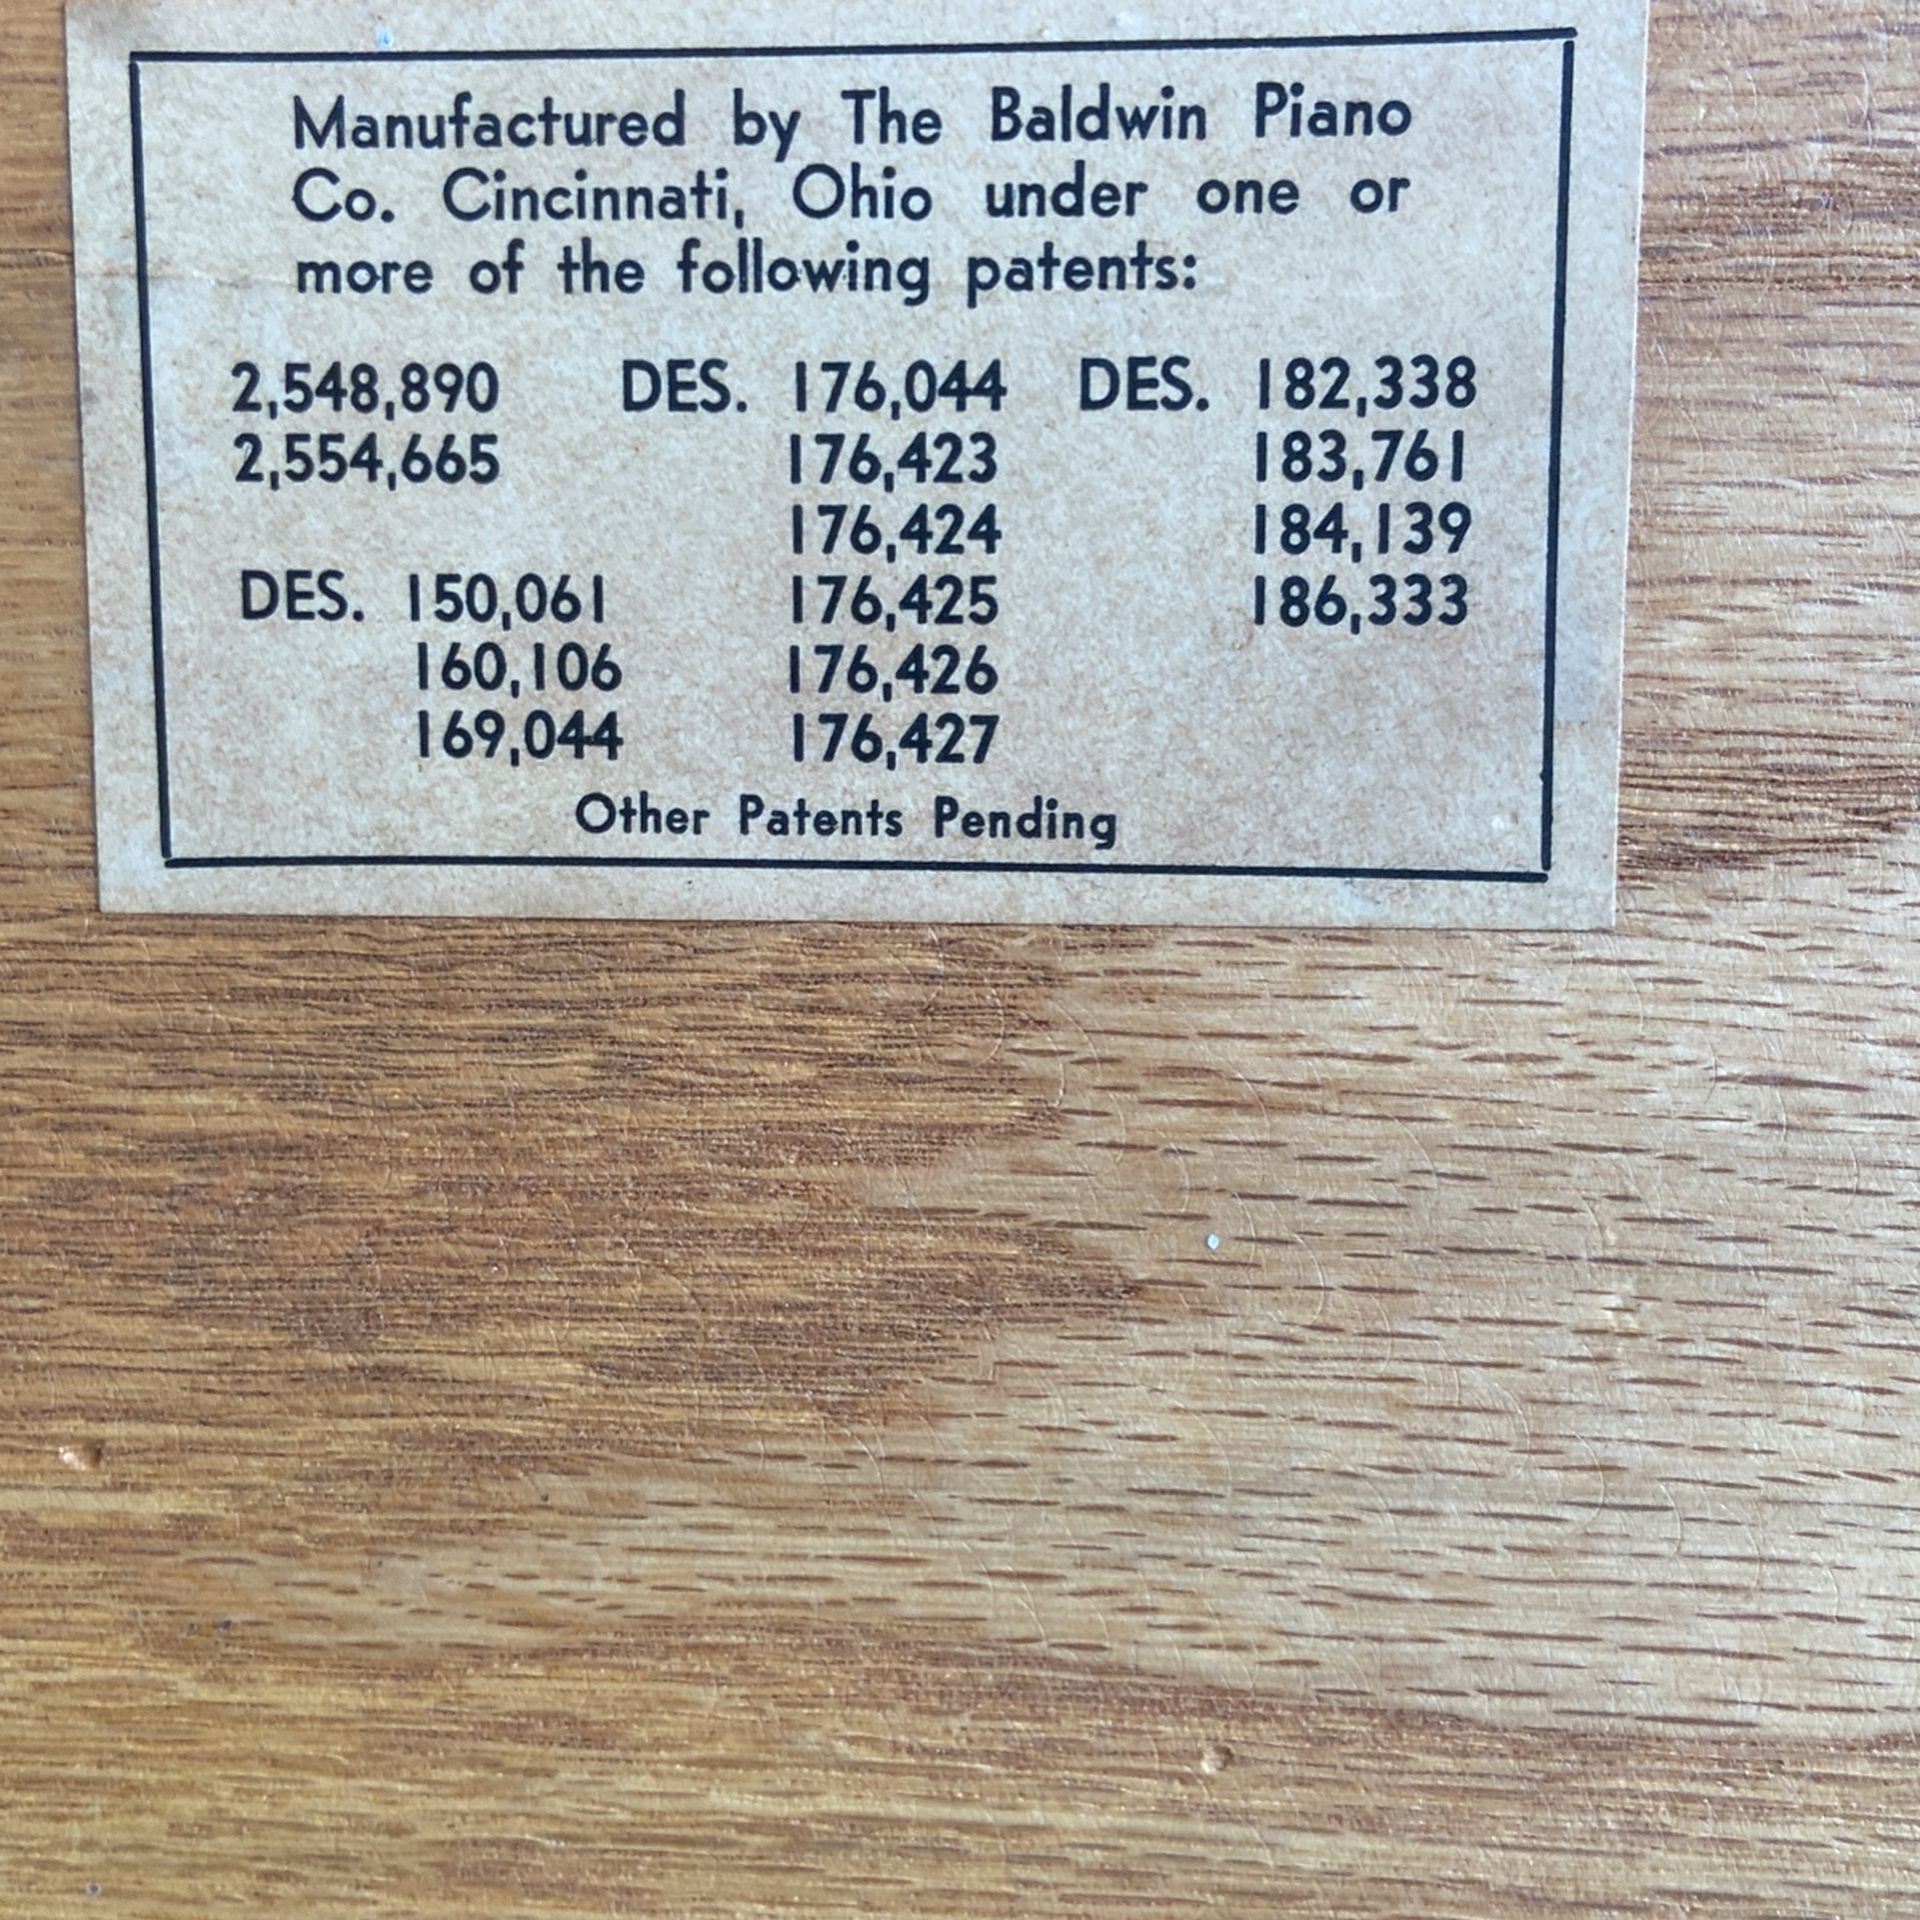 Manufactured by The Baldwin Piano
Co. Cincinnati, Ohio under one or
more of the following patents:
2,548,890 DES. 176,044 DES. 182,338
2,554,665 176,423 183,761
176,424 184,139
DES. 150,061 176,425 186,333
160,106 176,426
169,044 176,427
Other Patents Pending